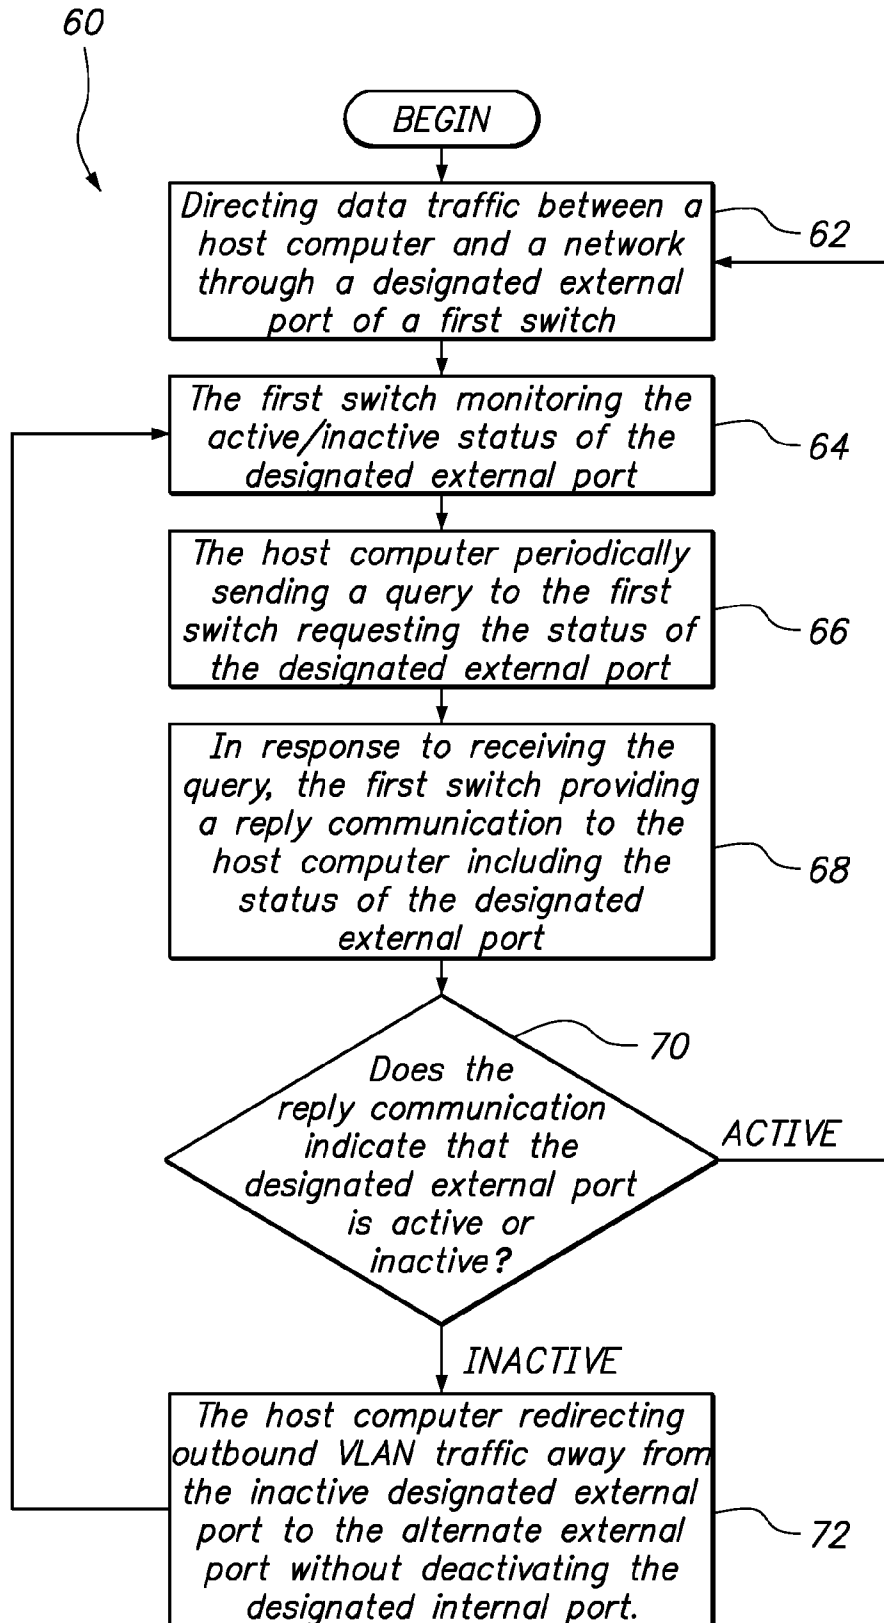 60
BEGIN
Directing data traffic between a
host computer and a network
through a designated external
port of a first switch
62
The first switch monitoring the
active/inactive status of the
designated external port
64
The host computer periodically
sending a query to the first
switch requesting the status of
the designated external port
66
In response to receiving the
query, the first switch providing
a reply communication to the
host computer including the
status of the designated
external port
68
70
Does the
reply communication
indicate that the
designated external port
is active or
inactive?
ACTIVE
INACTIVE
The host computer redirecting
outbound VLAN traffic away from
the inactive designated external
port to the alternate external
port without deactivating the
designated internal port.
72